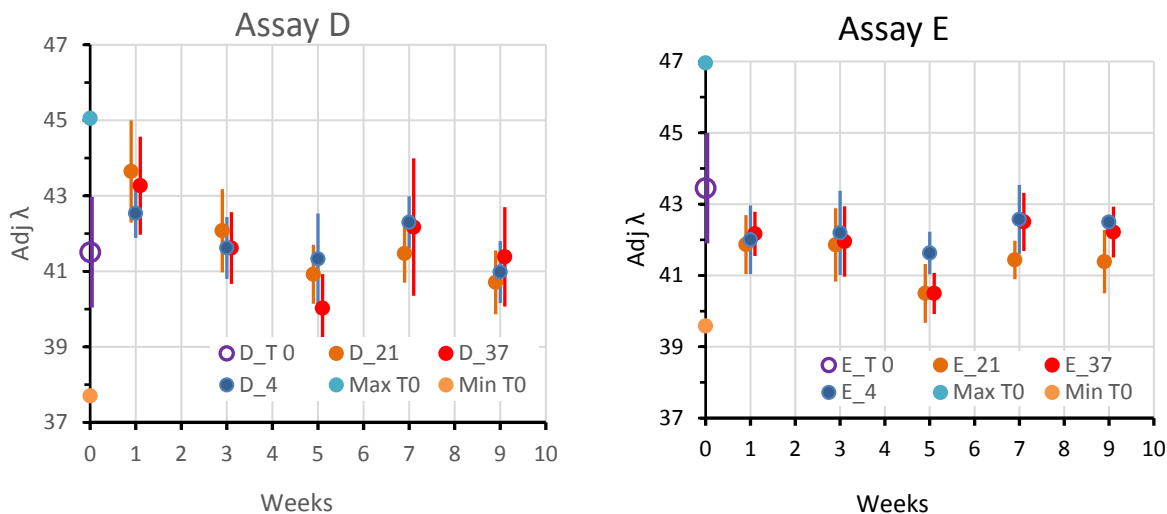 Assay D
47
45
43
41
39
37
Adj λ
D_T 0 D_21 D_37
D_4 Max T0 Min T0
0 1 2 3 4 5 6 7 8 9 10
Weeks
Assay E
47
45
43
41
39
37
Adj λ
E_T 0 E_21 E_37
E_4 Max T0 Min T0
0 1 2 3 4 5 6 7 8 9 10
Weeks